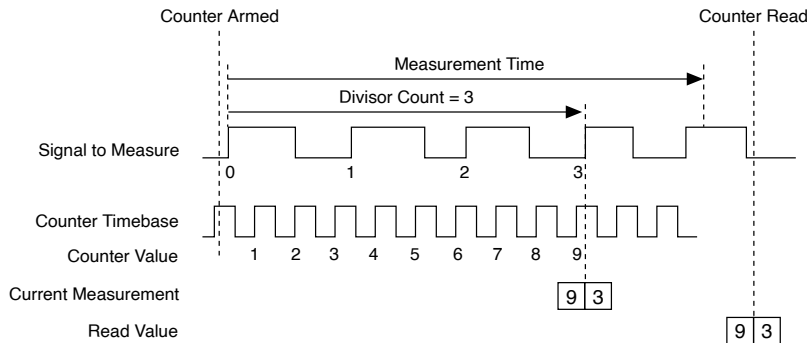 Counter Armed Counter Read
Measurement Time
Divisor Count = 3
Signal to Measure
0 1 2 3
Counter Timebase
Counter Value 1 2 3 4 5 6 7 8 9
Current Measurement 9 3
Read Value 9 3